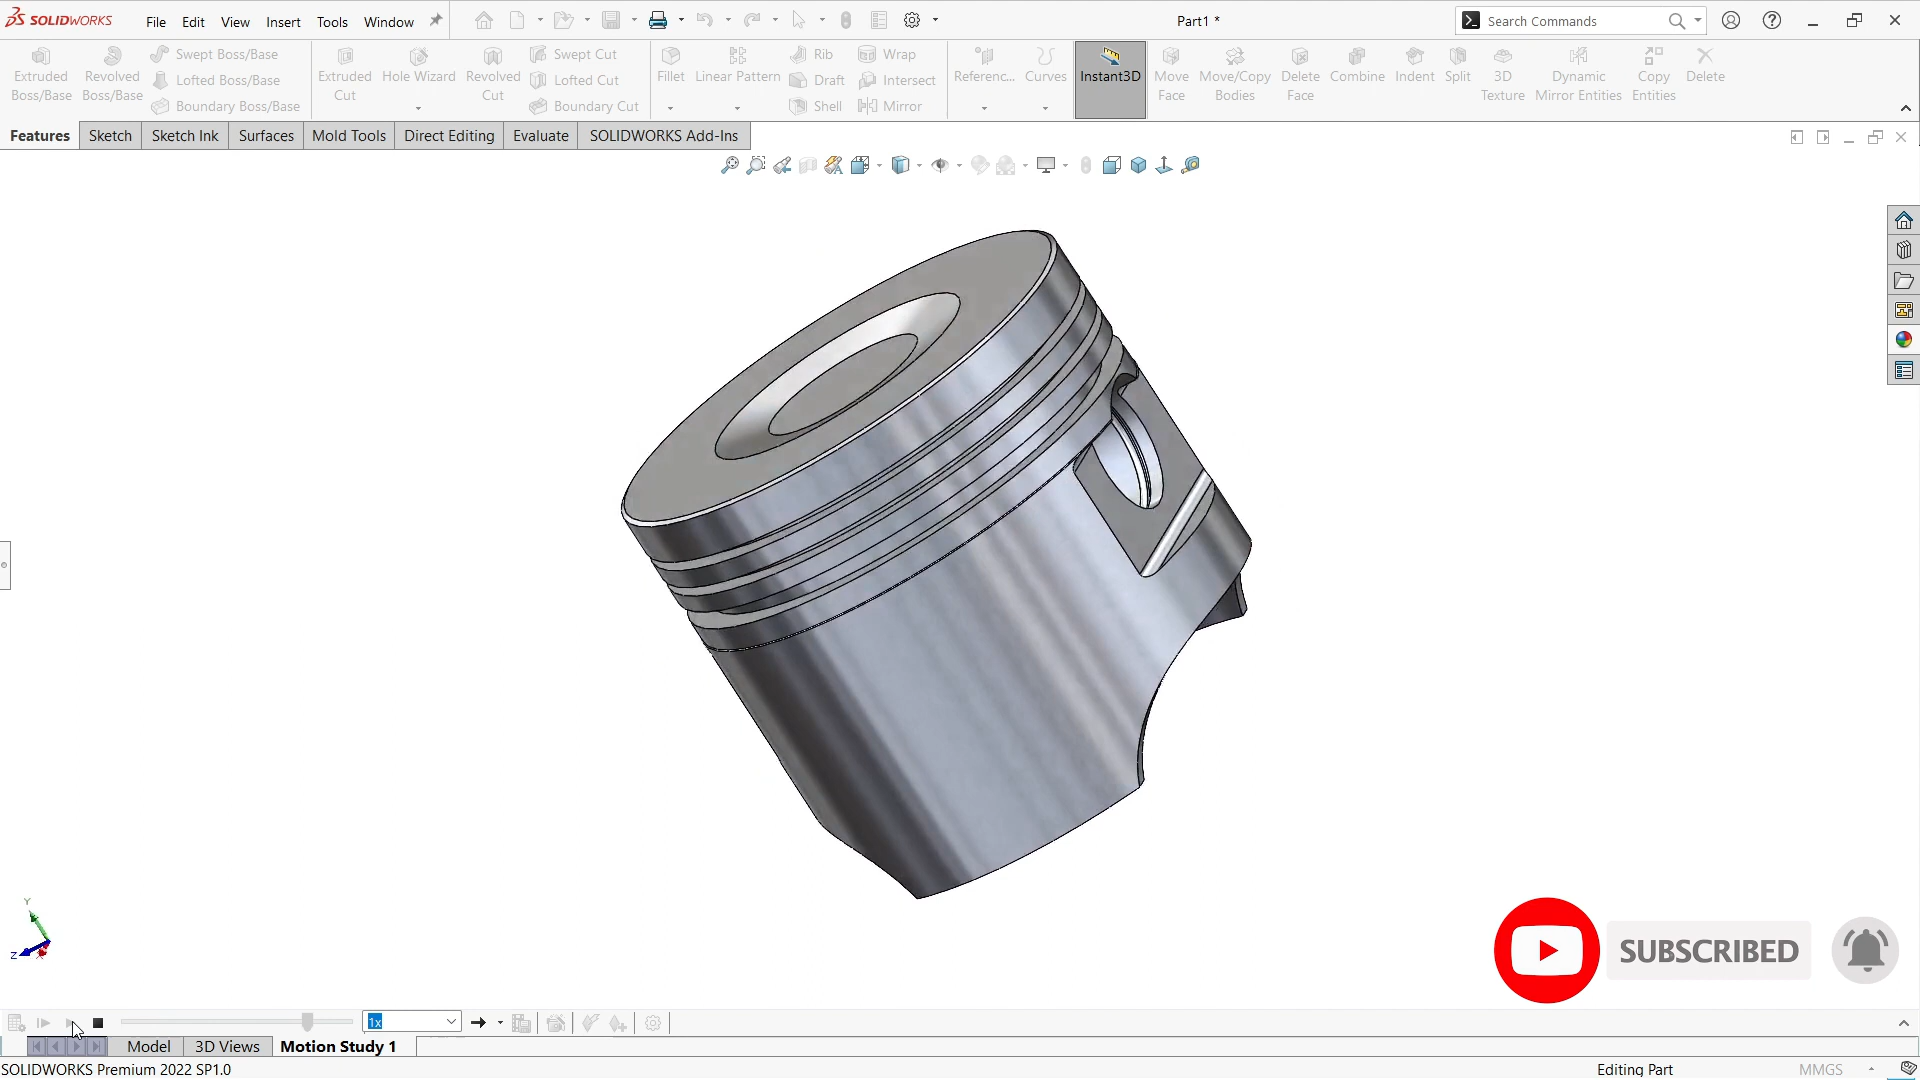 SOLIDWORKS File Edit View Insert Tools Window Part1 * Search Commands
Extruded Boss/Base
Revolved Boss/Base
Swept Boss/Base
Lofted Boss/Base
Boundary Boss/Base
Extruded Cut
Hole Wizard
Revolved Cut
Swept Cut
Lofted Cut
Boundary Cut
Fillet
Linear Pattern
Rib
Draft
Shell
Wrap
Intersect
Mirror
Referenc...
Curves
Instant3D
Move Face
Move/Copy Bodies
Delete Face
Combine
Indent
Split
3D Texture
Dynamic Mirror Entities
Copy Entities
Delete
Features Sketch Sketch Ink Surfaces Mold Tools Direct Editing Evaluate SOLIDWORKS Add-Ins
Y
Z
SUBSCRIBED
1x
Model 3D Views Motion Study 1
SOLIDWORKS Premium 2022 SP1.0 Editing Part MMGS